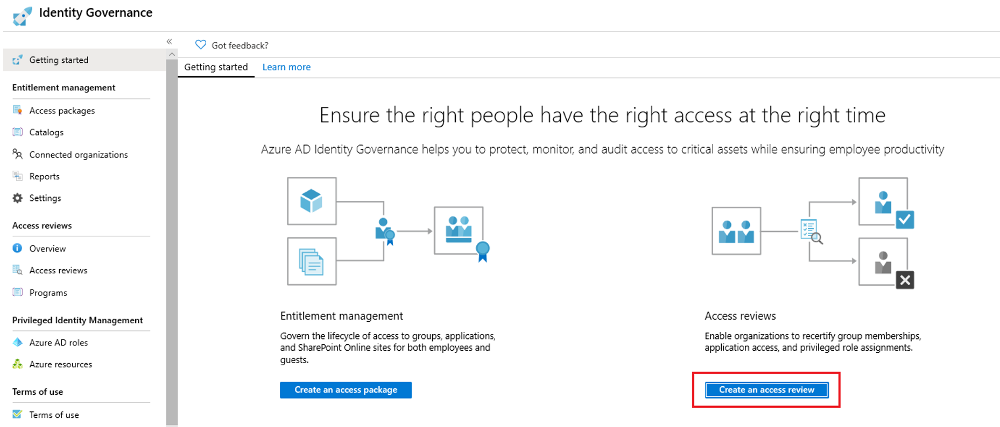 Identity Governance
«
Got feedback?
Getting started
Getting started
Learn more
Entitlement management
Access packages
Catalogs
Connected organizations
Reports
Settings
Access reviews
Overview
Access reviews
Programs
Privileged Identity Management
Azure AD roles
Azure resources
Terms of use
Terms of use
Ensure the right people have the right access at the right time
Azure AD Identity Governance helps you to protect, monitor, and audit access to critical assets while ensuring employee productivity
Entitlement management
Govern the lifecycle of access to groups, applications,
and SharePoint Online sites for both employees and
guests.
Create an access package
Access reviews
Enable organizations to recertify group memberships,
application access, and privileged role assignments.
Create an access review